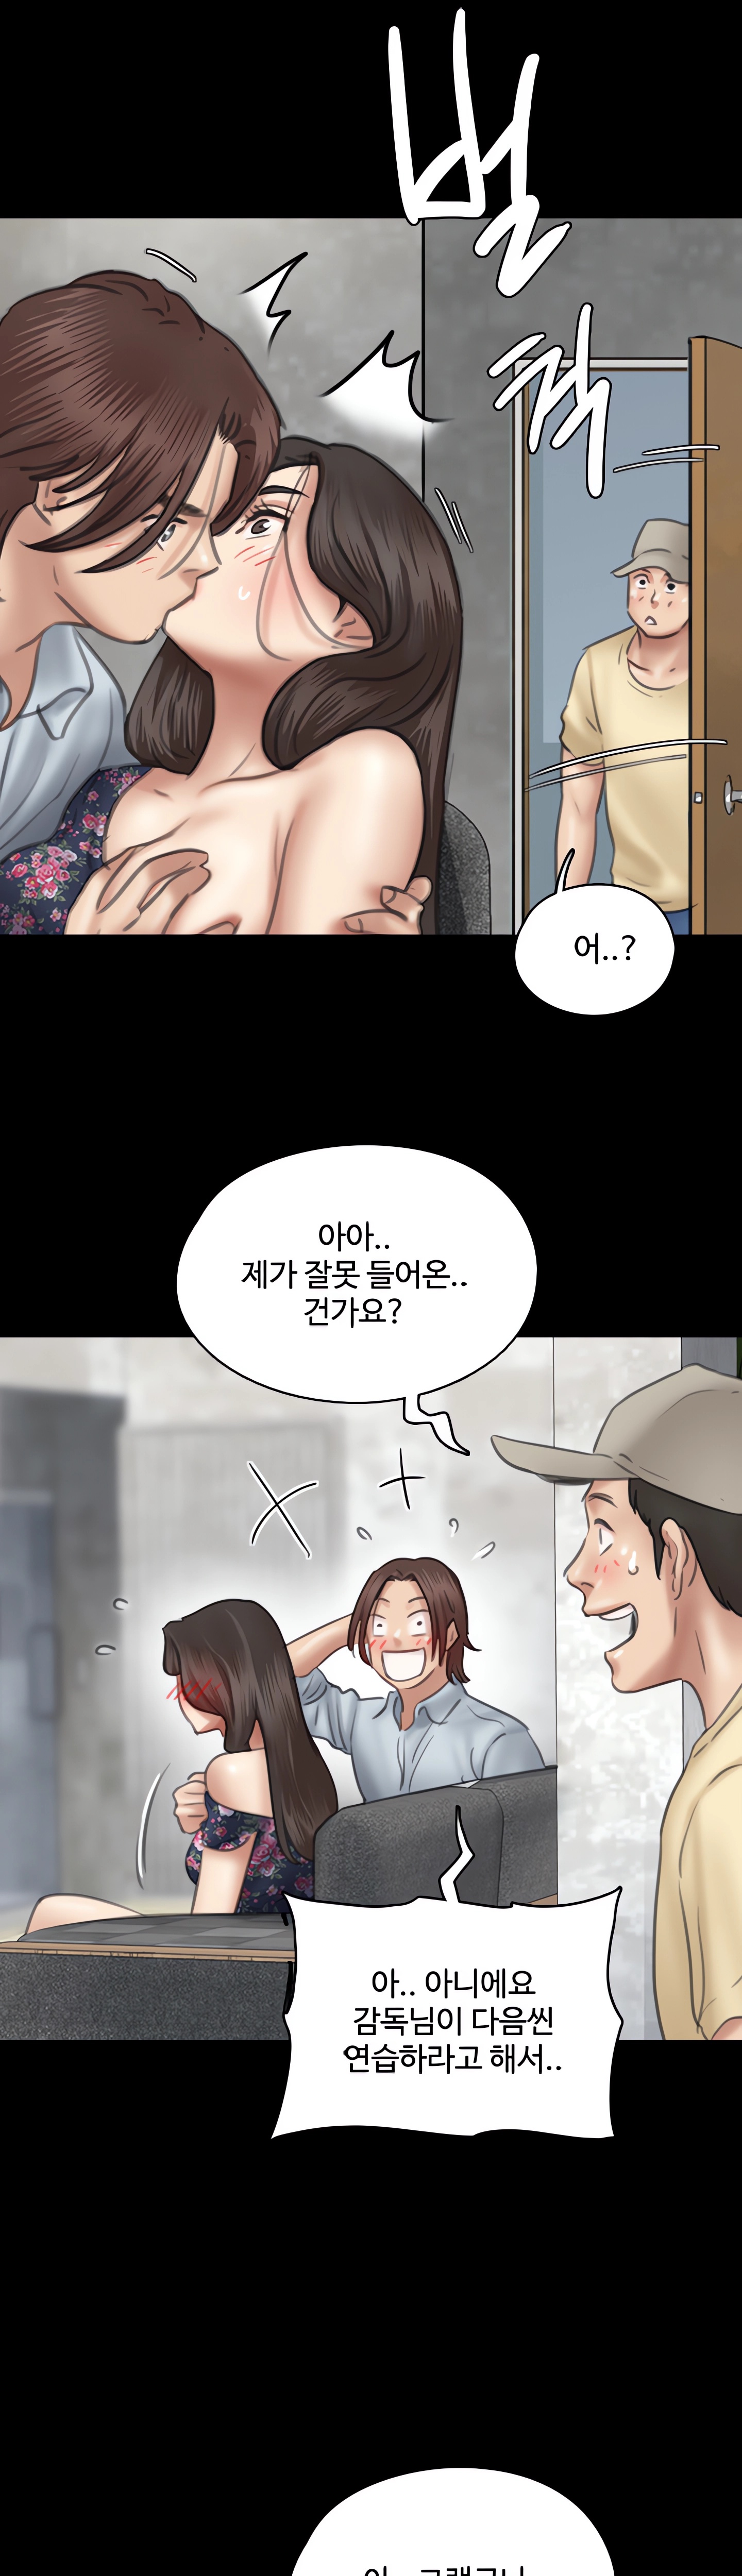 벌컥
어..?
아아..
제가 잘못 들어온..
건가요?
아.. 아니에요
감독님이 다음씬
연습하라고 해서..